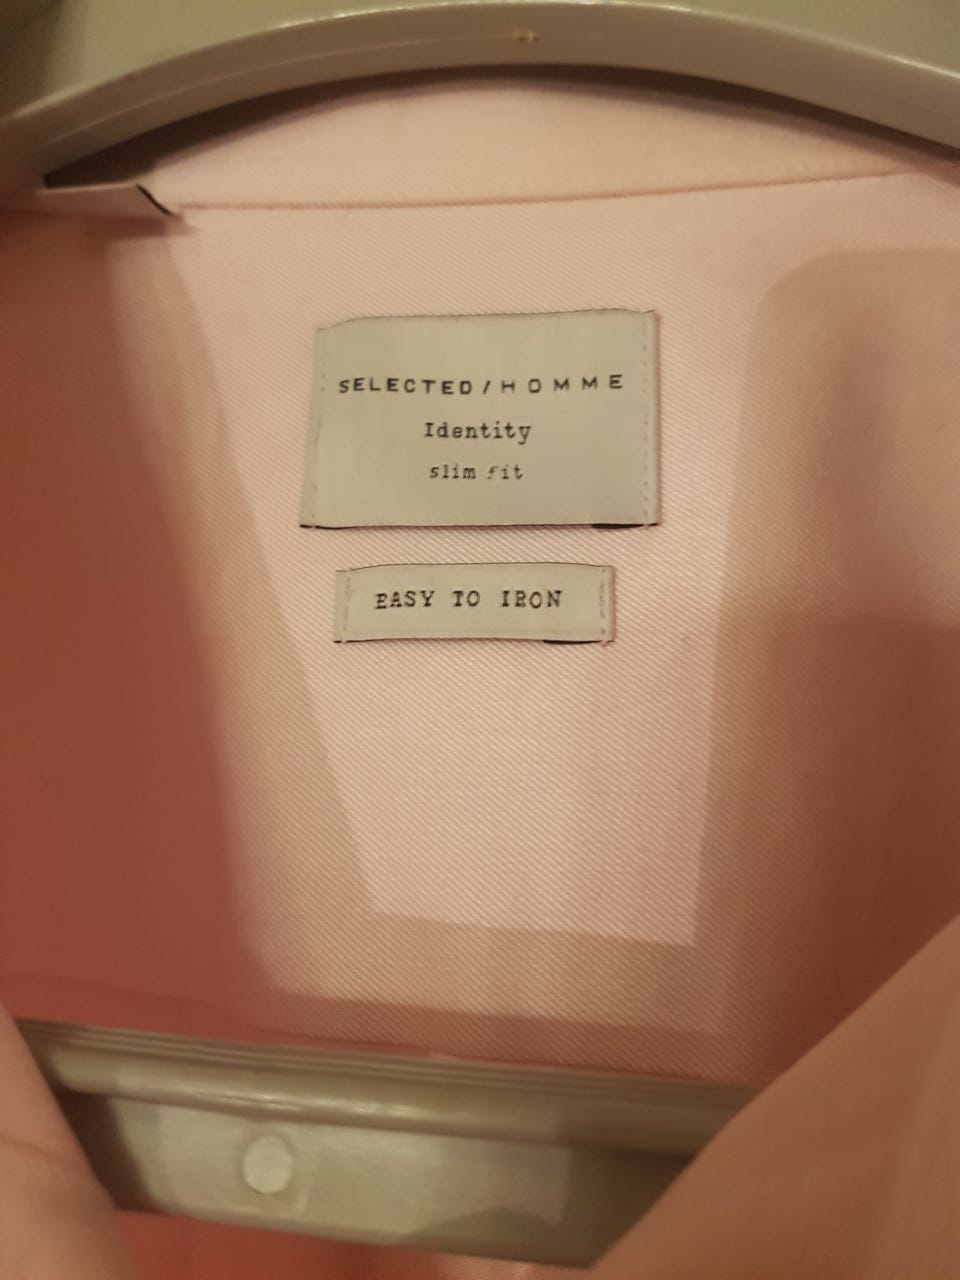 SELECTED/HOMME
Identity
slim fit
EASY TO IRON